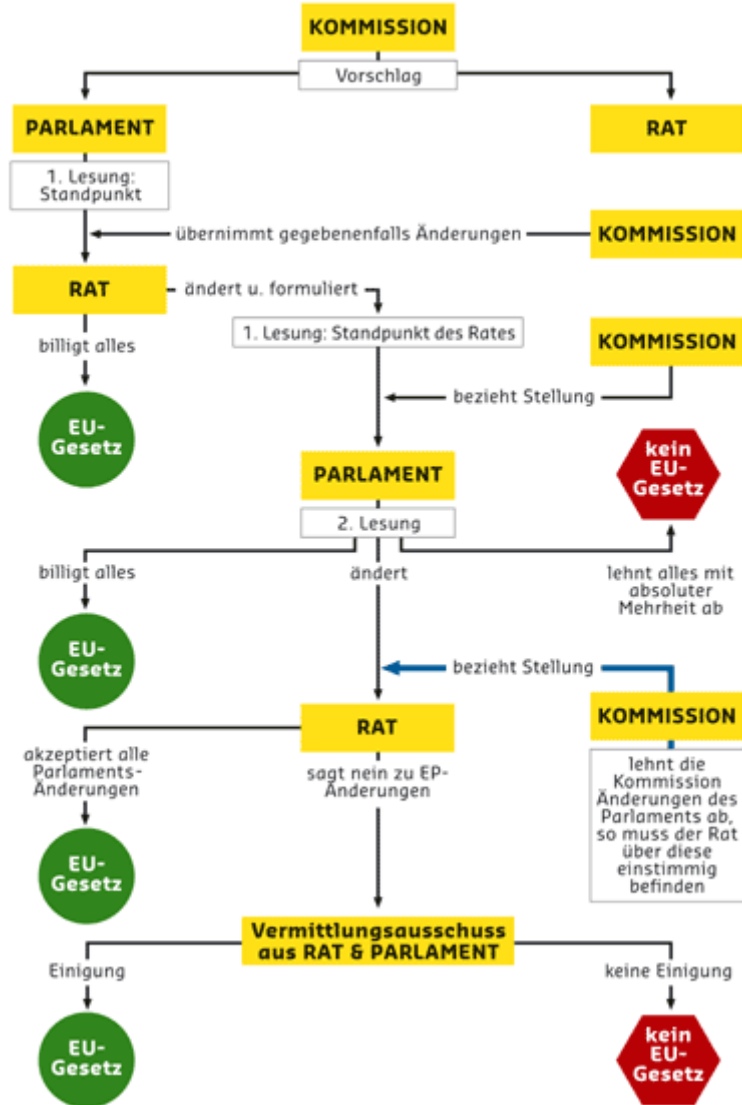 KOMMISSION
Vorschlag
PARLAMENT
RAT
1. Lesung:
Standpunkt
übernimmt gegebenenfalls Änderungen
KOMMISSION
RAT
ändert u. formuliert
1. Lesung: Standpunkt des Rates
KOMMISSION
billigt alles
bezieht Stellung
EU-
Gesetz
PARLAMENT
kein
EU-
Gesetz
2. Lesung
billigt alles
ändert
lehnt alles mit
absoluter
Mehrheit ab
EU-
Gesetz
bezieht Stellung
RAT
KOMMISSION
akzeptiert alle
Parlaments-
Änderungen
sagt nein zu EP-
Änderungen
lehnt die
Kommission
Änderungen des
Parlaments ab,
so muss der Rat
über diese
einstimmig
befinden
EU-
Gesetz
Vermittlungsausschuss
aus RAT & PARLAMENT
Einigung
keine Einigung
EU-
Gesetz
kein
EU-
Gesetz